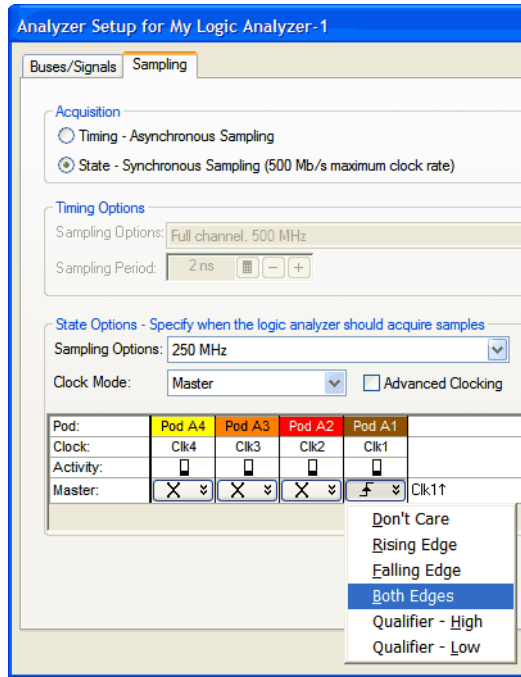 Analyzer Setup for My Logic Analyzer-1
Buses/Signals Sampling
Acquisition
Timing - Asynchronous Sampling
State - Synchronous Sampling (500 Mb/s maximum clock rate)
Timing Options
Sampling Options: Full channel, 500 MHz
Sampling Period: 2 ns
State Options - Specify when the logic analyzer should acquire samples
Sampling Options: 250 MHz
Clock Mode: Master Advanced Clocking
Pod: Pod A4 Pod A3 Pod A2 Pod A1
Clock: Clk4 Clk3 Clk2 Clk1
Activity:
Master: X X X Clk1↑
Don't Care
Rising Edge
Falling Edge
Both Edges
Qualifier - High
Qualifier - Low